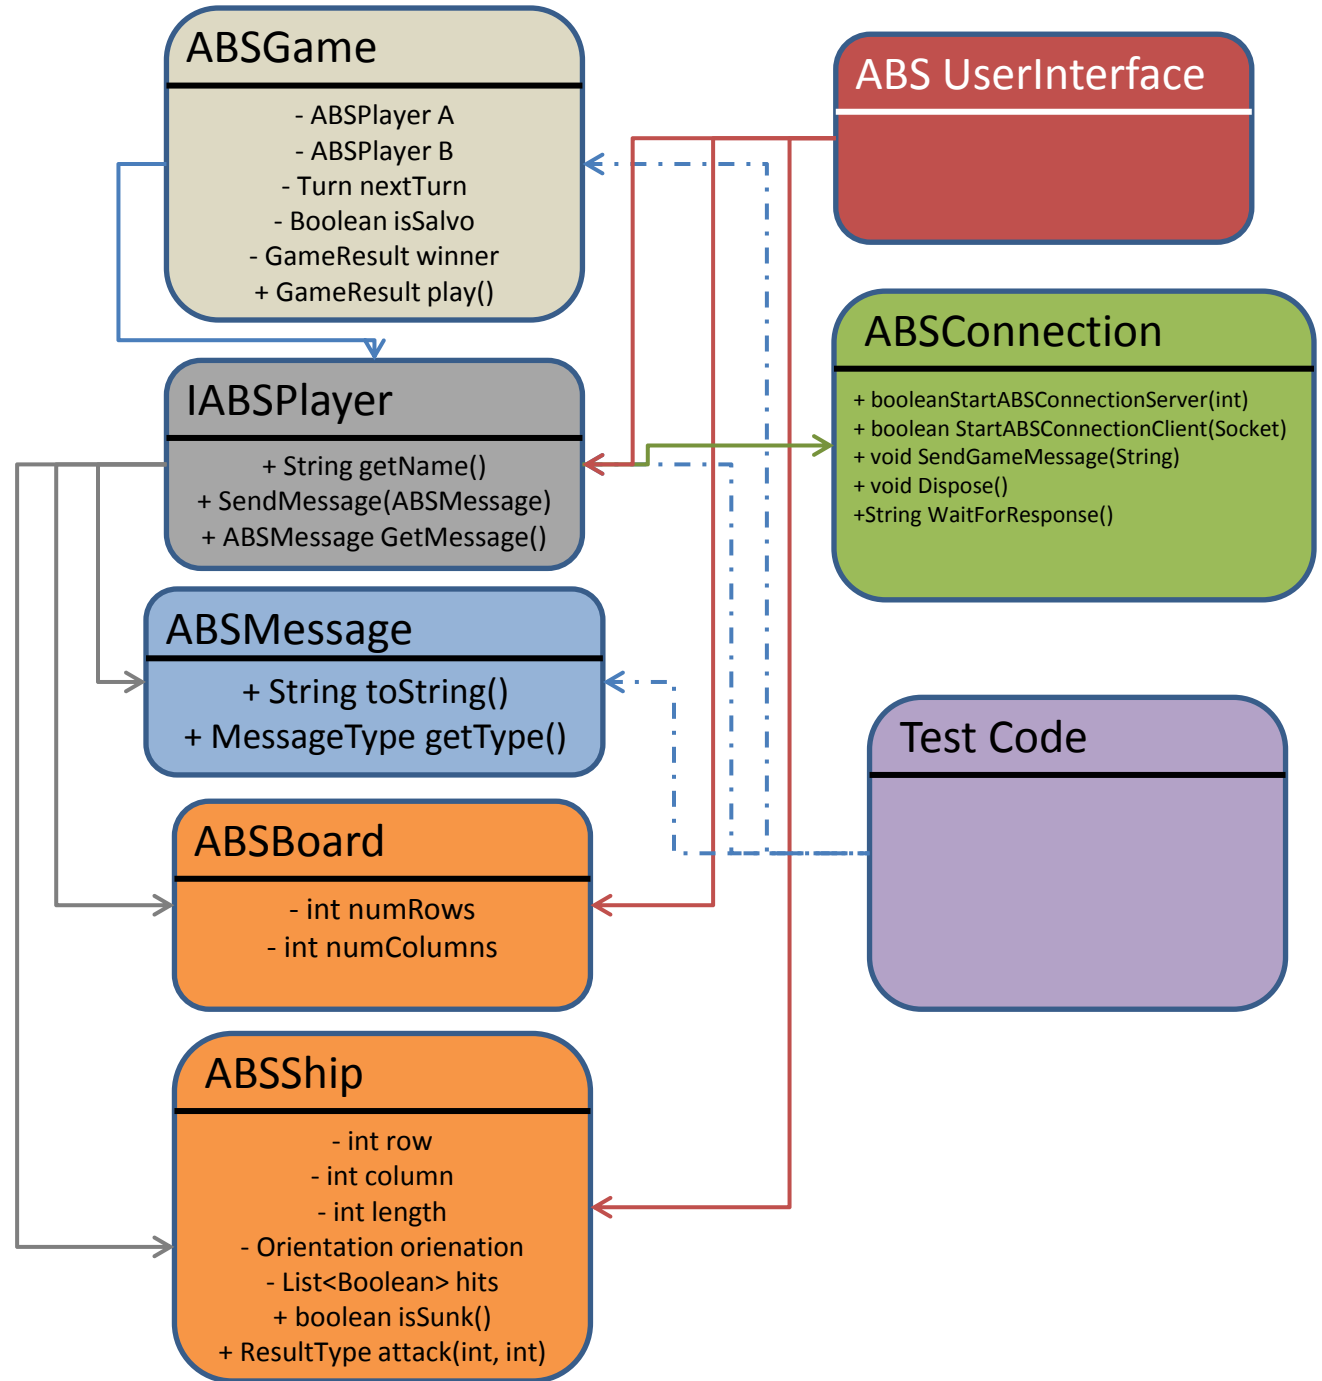 ABSGame
- ABSPlayer A
- ABSPlayer B
- Turn nextTurn
- Boolean isSalvo
- GameResult winner
+ GameResult play()
ABS UserInterface
ABSConnection
+ booleanStartABSConnectionServer(int)
+ boolean StartABSConnectionClient(Socket)
+ void SendGameMessage(String)
+ void Dispose()
+String WaitForResponse()
IABSPlayer
+ String getName()
+ SendMessage(ABSMessage)
+ ABSMessage GetMessage()
ABSMessage
+ String toString()
+ MessageType getType()
Test Code
ABSBoard
- int numRows
- int numColumns
ABSShip
- int row
- int column
- int length
- Orientation orienation
- List<Boolean> hits
+ boolean isSunk()
+ ResultType attack(int, int)